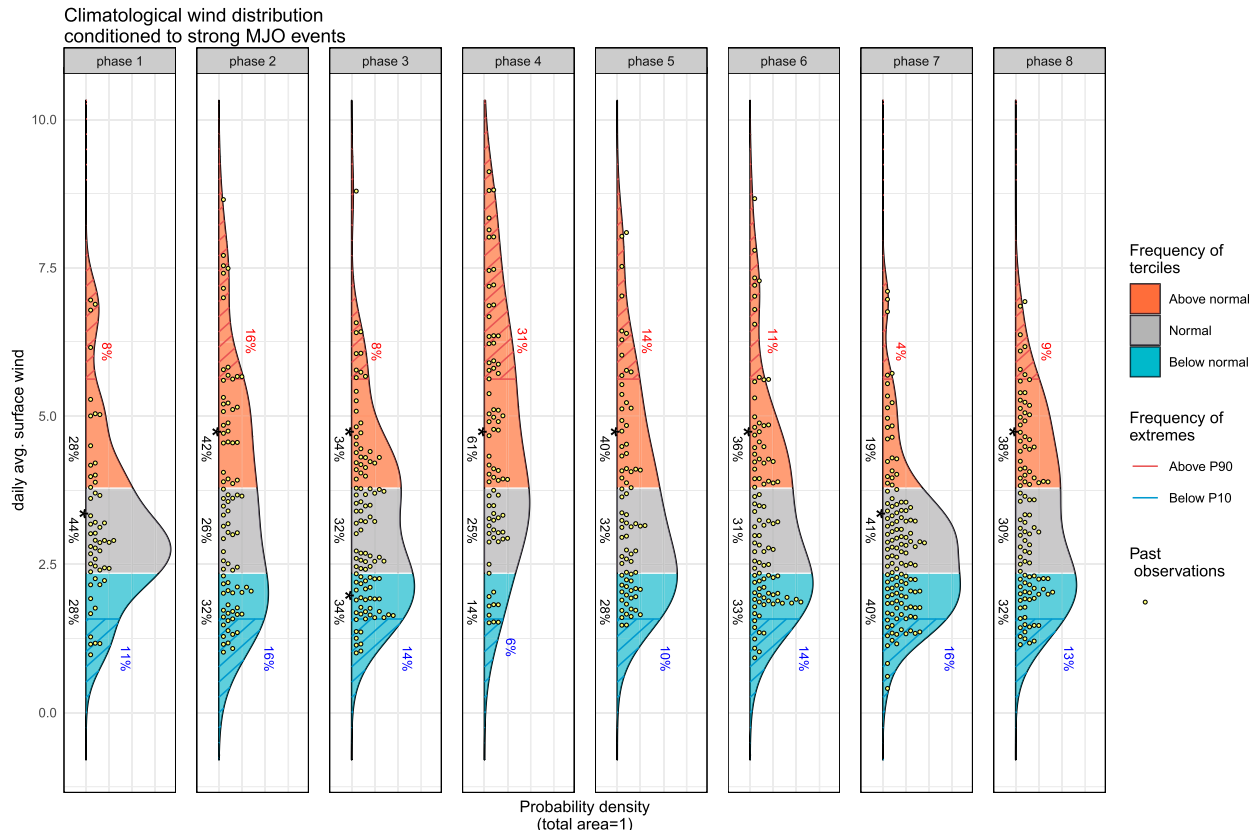 Climatological wind distribution
conditioned to strong MJO events
phase 1
phase 2
phase 3
phase 4
phase 5
phase 6
phase 7
phase 8
daily avg. surface wind
10.0
7.5
5.0
2.5
0.0
8%
28%
44%
28%
11%
16%
42%
26%
32%
16%
8%
34%
32%
34%
14%
31%
61%
25%
14%
6%
14%
40%
32%
28%
10%
11%
36%
31%
33%
14%
4%
19%
41%
40%
16%
9%
38%
30%
32%
13%
*
*
*
*
*
*
*
*
*
Probability density
(total area=1)
Frequency of
terciles
Above normal
Normal
Below normal
Frequency of
extremes
Above P90
Below P10
Past
observations